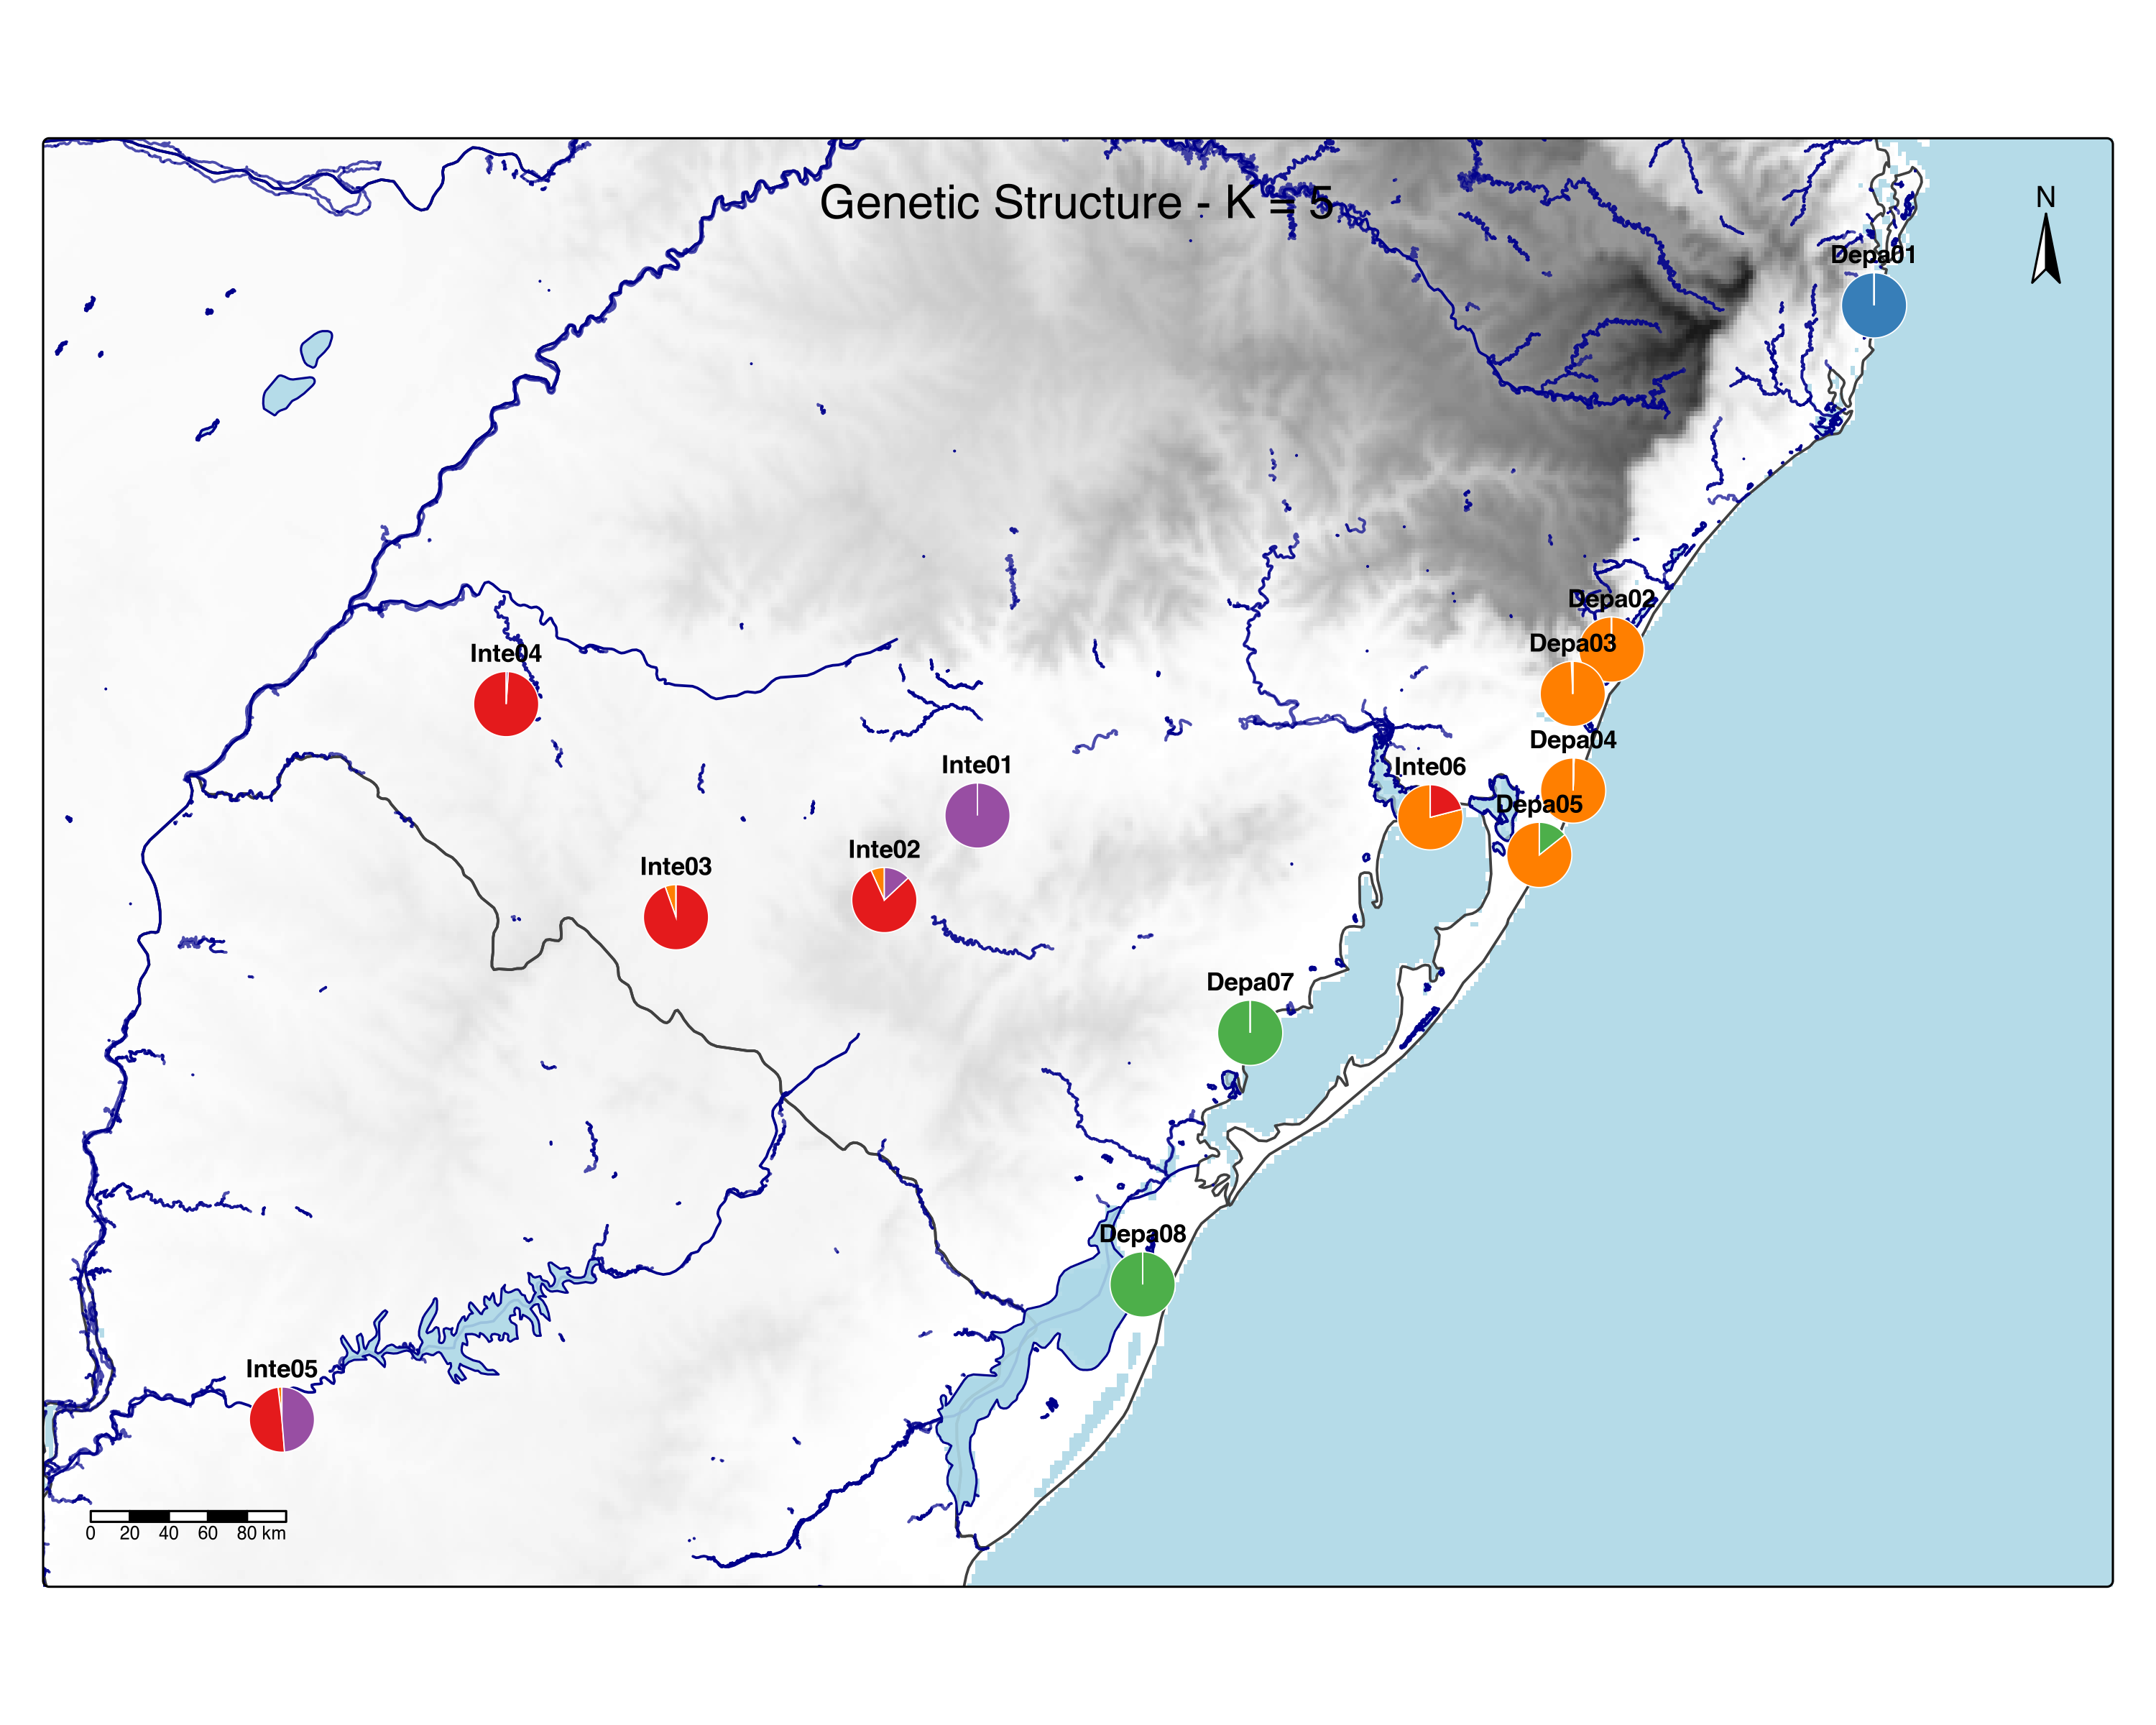 Genetic Structure - K = 5
N
Depa01
Depa02
Depa03
Inte04
Depa04
Inte01
Inte06
Depa05
Inte02
Inte03
Depa07
Depa08
Inte05
0 20 40 60 80 km